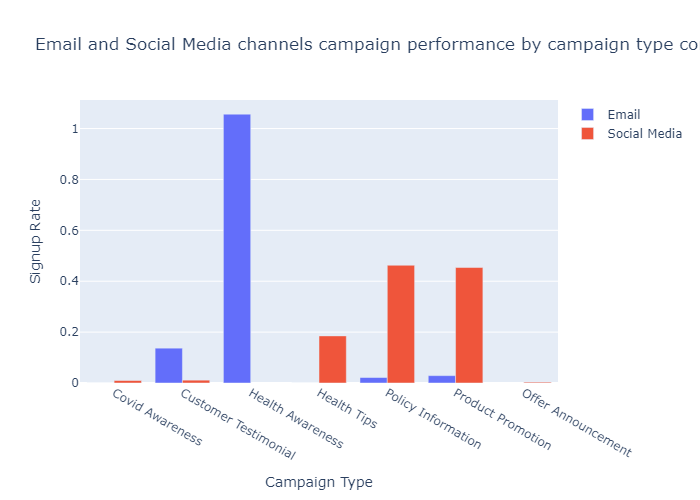 Email and Social Media channels campaign performance by campaign type co
Email
Social Media
1
0.8
0.6
0.4
0.2
0
Signup Rate
Covid Awareness
Customer Testimonial
Health Awareness
Health Tips
Policy Information
Product Promotion
Offer Announcement
Campaign Type